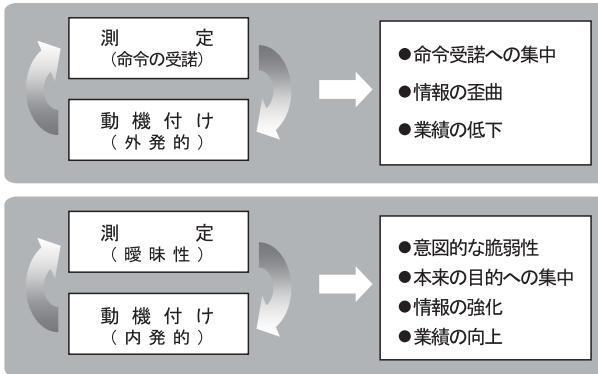 測　定
(命令の受諾)
動 機 付 け
( 外 発 的 )
●命令受諾への集中
●情報の歪曲
●業績の低下
測　定
( 曖 昧 性 )
動 機 付 け
( 内 発 的 )
●意図的な脆弱性
●本来の目的への集中
●情報の強化
●業績の向上